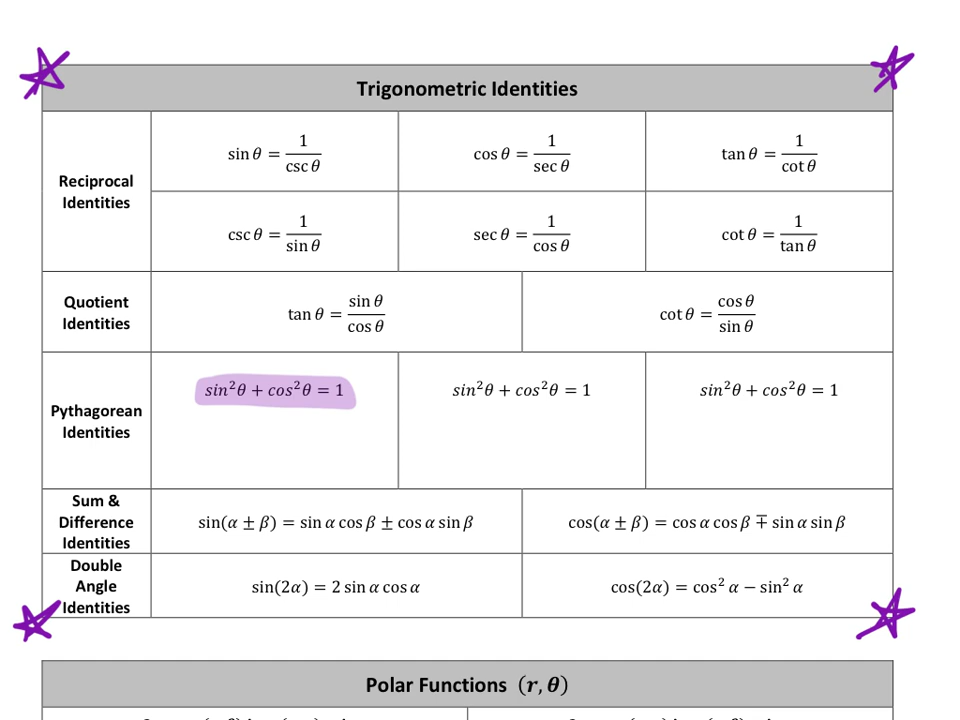 Trigonometric Identities
Reciprocal Identities
sin θ = 1/csc θ
cos θ = 1/sec θ
tan θ = 1/cot θ
csc θ = 1/sin θ
sec θ = 1/cos θ
cot θ = 1/tan θ
Quotient Identities
tan θ = sin θ/cos θ
cot θ = cos θ/sin θ
Pythagorean Identities
sin²θ + cos²θ = 1
sin²θ + cos²θ = 1
sin²θ + cos²θ = 1
Sum & Difference Identities
sin(α ± β) = sin α cos β ± cos α sin β
cos(α ± β) = cos α cos β ∓ sin α sin β
Double Angle Identities
sin(2α) = 2 sin α cos α
cos(2α) = cos² α − sin² α
Polar Functions (r, θ)